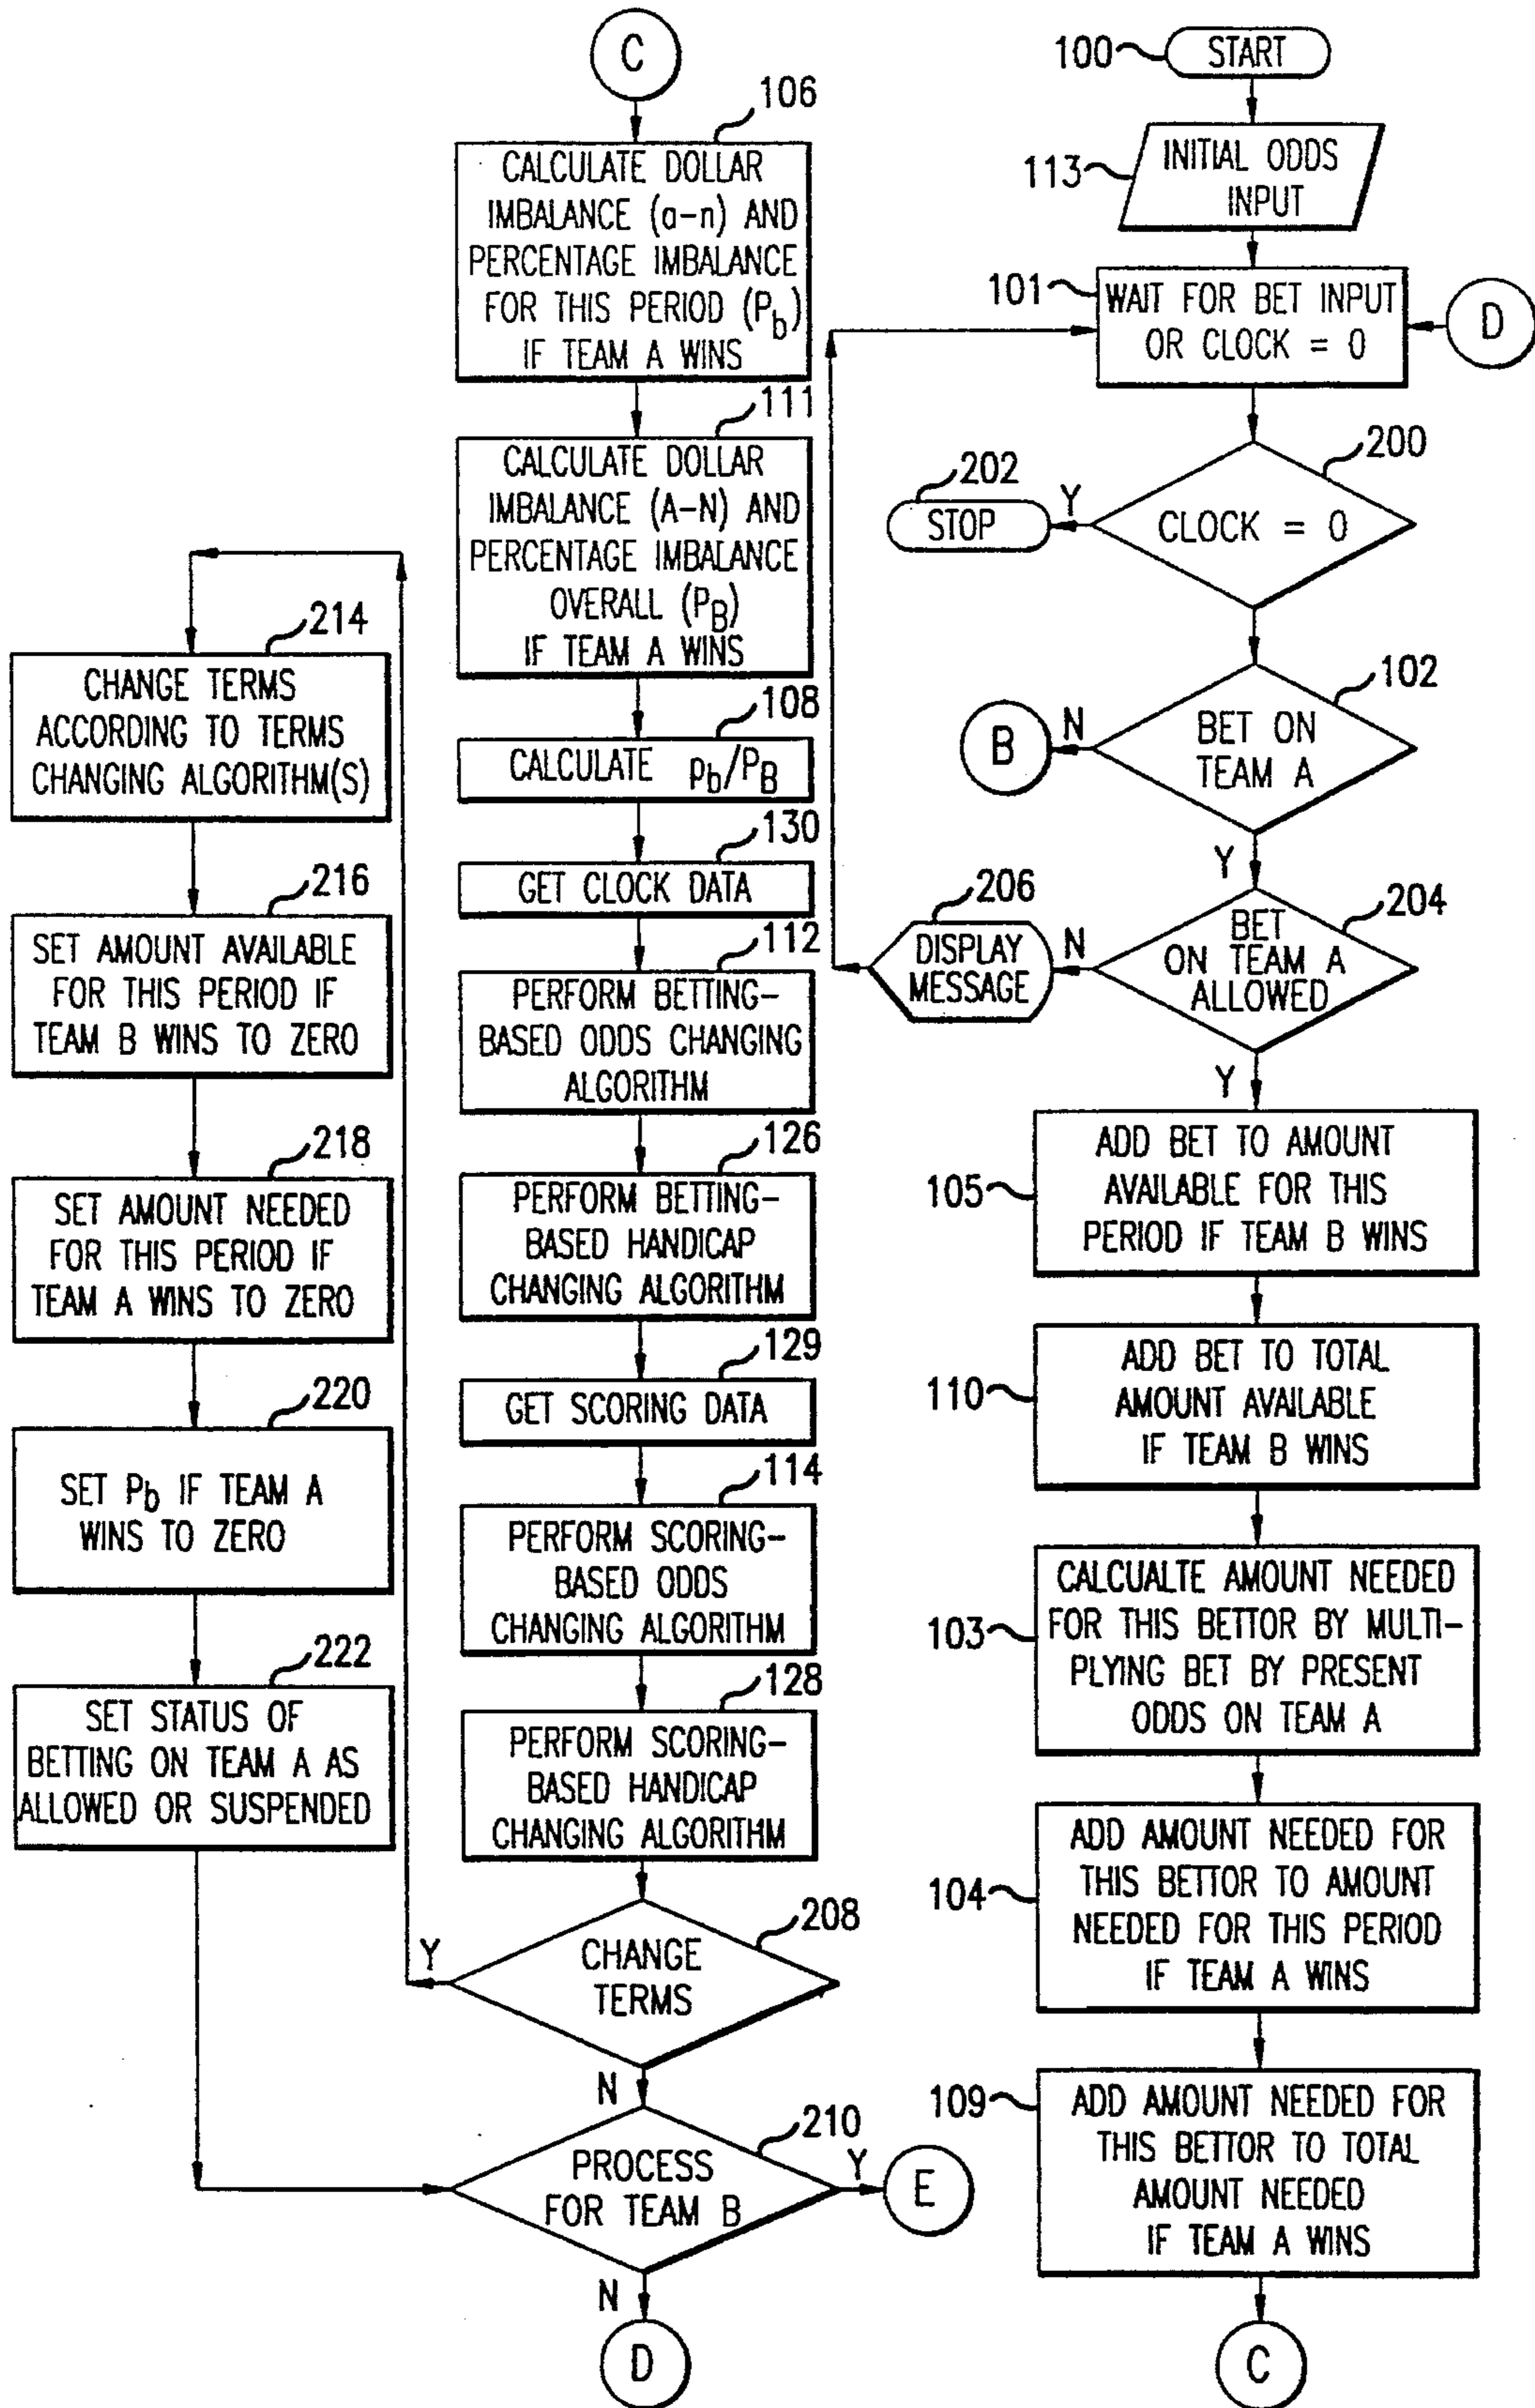 100
START
113
INITIAL ODDS
INPUT
101
WAIT FOR BET INPUT
OR CLOCK = 0
D
200
CLOCK = 0
Y
202
STOP
102
BET ON
TEAM A
N
B
Y
204
BET
ON TEAM A
ALLOWED
N
206
DISPLAY
MESSAGE
Y
105
ADD BET TO AMOUNT
AVAILABLE FOR THIS
PERIOD IF TEAM B WINS
110
ADD BET TO TOTAL
AMOUNT AVAILABLE
IF TEAM B WINS
103
CALCUALTE AMOUNT NEEDED
FOR THIS BETTOR BY MULTI-
PLYING BET BY PRESENT
ODDS ON TEAM A
104
ADD AMOUNT NEEDED FOR
THIS BETTOR TO AMOUNT
NEEDED FOR THIS PERIOD
IF TEAM A WINS
109
ADD AMOUNT NEEDED FOR
THIS BETTOR TO TOTAL
AMOUNT NEEDED
IF TEAM A WINS
C
C
106
CALCULATE DOLLAR
IMBALANCE (a-n) AND
PERCENTAGE IMBALANCE
FOR THIS PERIOD (Pb)
IF TEAM A WINS
111
CALCULATE DOLLAR
IMBALANCE (A-N) AND
PERCENTAGE IMBALANCE
OVERALL (PB)
IF TEAM A WINS
108
CALCULATE pb/PB
130
GET CLOCK DATA
112
PERFORM BETTING-
BASED ODDS CHANGING
ALGORITHM
126
PERFORM BETTING-
BASED HANDICAP
CHANGING ALGORITHM
129
GET SCORING DATA
114
PERFORM SCORING-
BASED ODDS
CHANGING ALGORITHM
128
PERFORM SCORING-
BASED HANDICAP
CHANGING ALGORITHM
208
CHANGE
TERMS
Y
N
210
PROCESS
FOR TEAM B
Y
E
N
D
214
CHANGE TERMS
ACCORDING TO TERMS
CHANGING ALGORITHM(S)
216
SET AMOUNT AVAILABLE
FOR THIS PERIOD IF
TEAM B WINS TO ZERO
218
SET AMOUNT NEEDED
FOR THIS PERIOD IF
TEAM A WINS TO ZERO
220
SET Pb IF TEAM A
WINS TO ZERO
222
SET STATUS OF
BETTING ON TEAM A AS
ALLOWED OR SUSPENDED